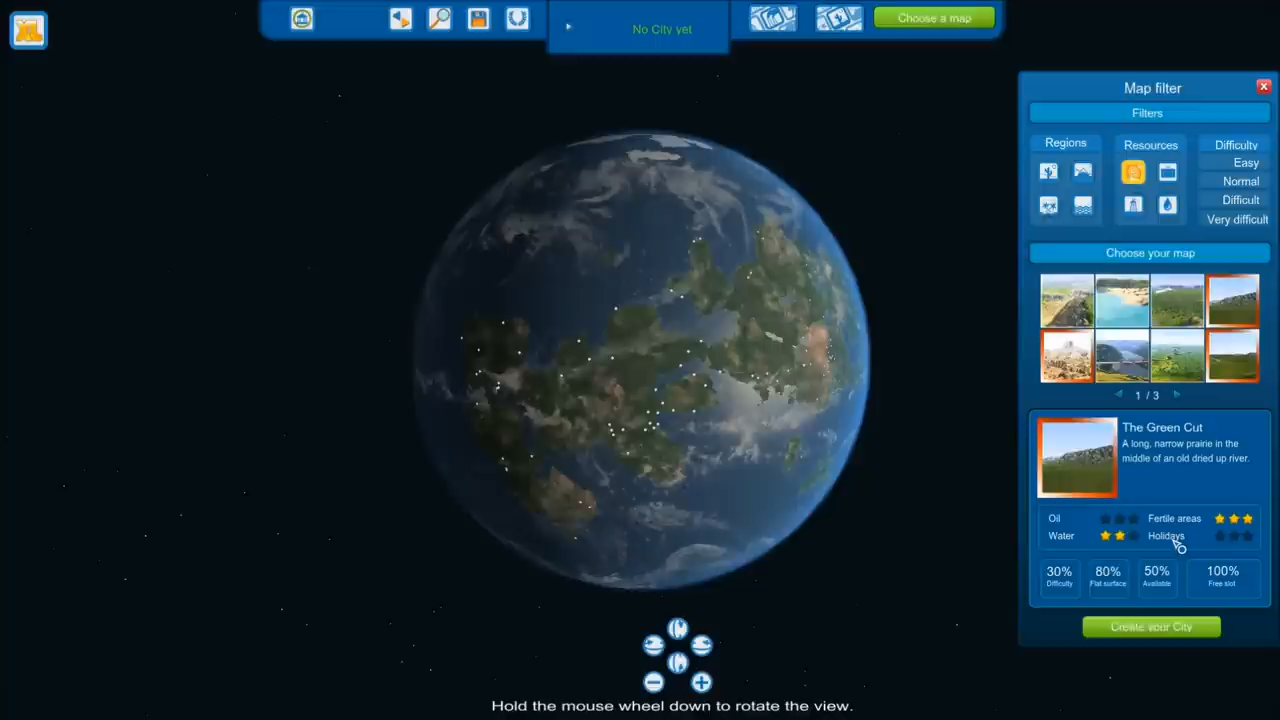 No City yet
Choose a map
Map filter
Filters
Regions
Resources
Difficulty
Easy
Normal
Difficult
Very difficult
Choose your map
1 / 3
The Green Cut
A long, narrow prairie in the
middle of an old dried up river.
Oil
Fertile areas
Water
Holidays
30%
Difficulty
80%
Flat surface
50%
Available
100%
Free slot
Create your City
Hold the mouse wheel down to rotate the view.